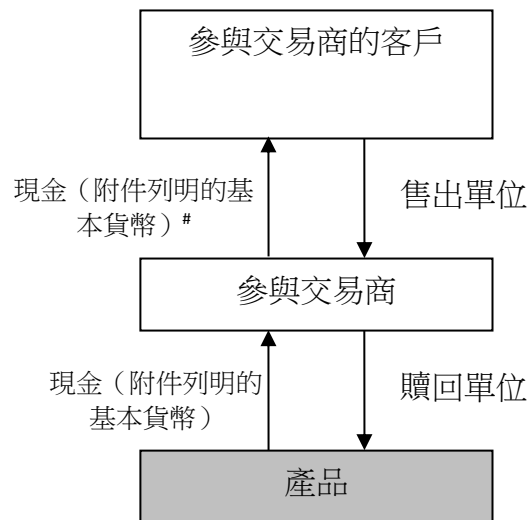 參與交易商的客戶
現金（附件列明的基
本貨幣）#
售出單位
參與交易商
現金（附件列明的
基本貨幣）
贖回單位
產品